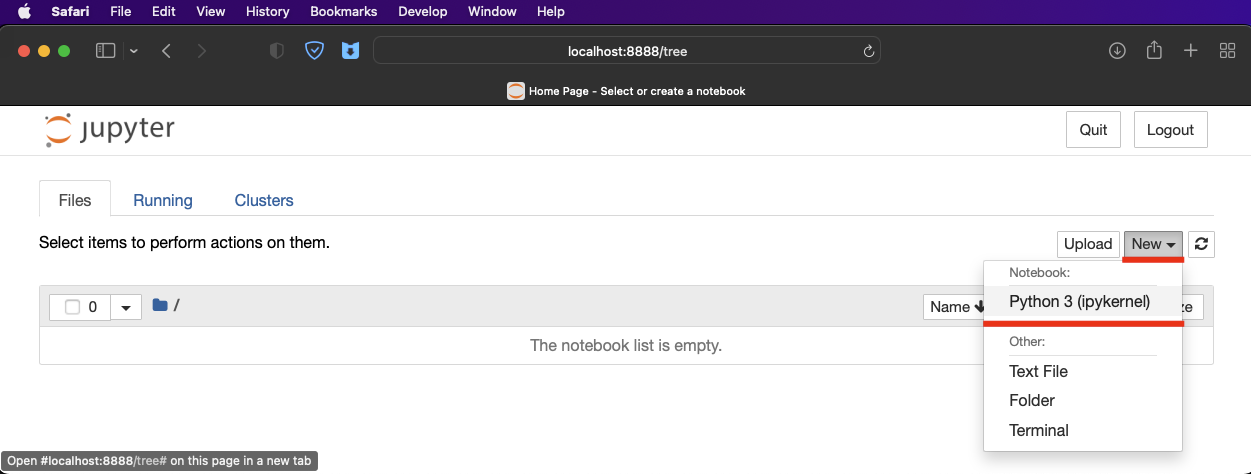 Safari File Edit View History Bookmarks Develop Window Help
localhost:8888/tree
Home Page - Select or create a notebook
jupyter
Quit Logout
Files Running Clusters
Select items to perform actions on them.
Upload New
Notebook:
0 / Name
Python 3 (ipykernel)
The notebook list is empty.
Other:
Text File
Folder
Terminal
Open #localhost:8888/tree# on this page in a new tab